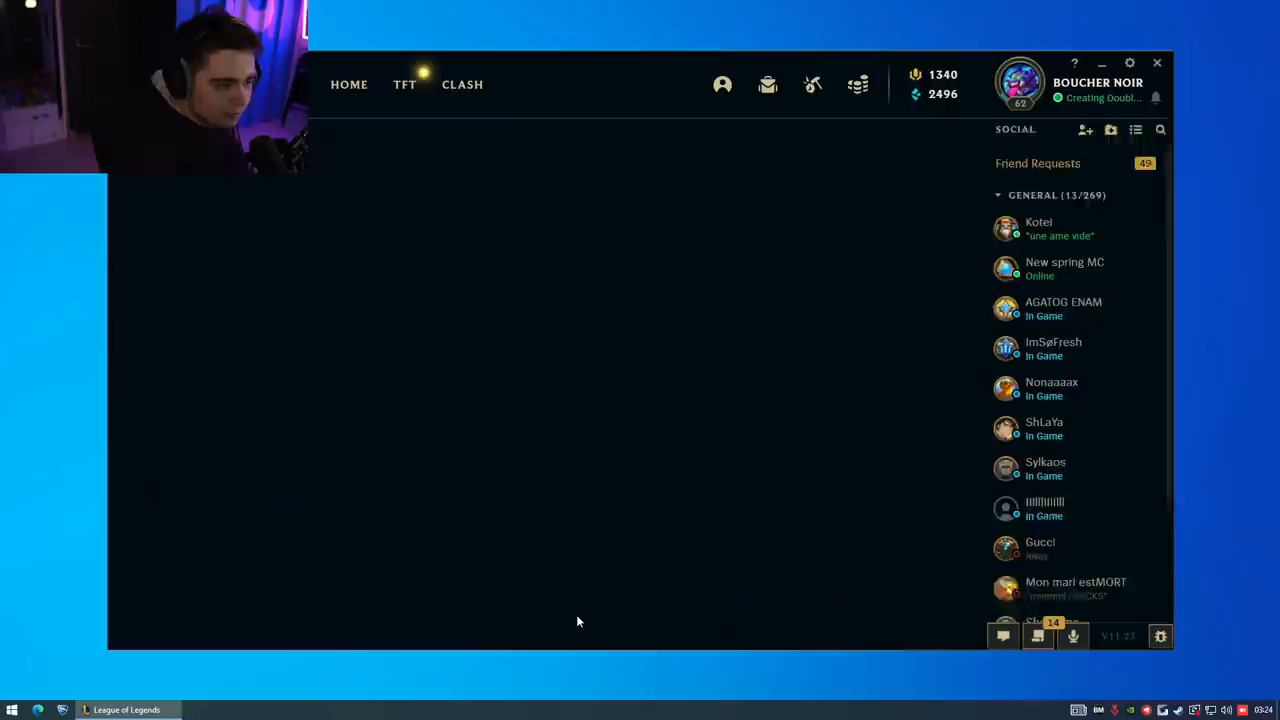 HOME TFT CLASH
1340
2496
62
?
BOUCHER NOIR
Creating Doubl...
SOCIAL
Friend Requests 49
GENERAL (13/269)
Kotei
"une ame vide"
New spring MC
Online
AGATOG ENAM
In Game
ImSøFresh
In Game
Nonaaaax
In Game
ShLaYa
In Game
Sylkaos
In Game
In Game
Gucci
Away
Mon mari estMORT
14
V11.23
League of Legends
BM
03:24